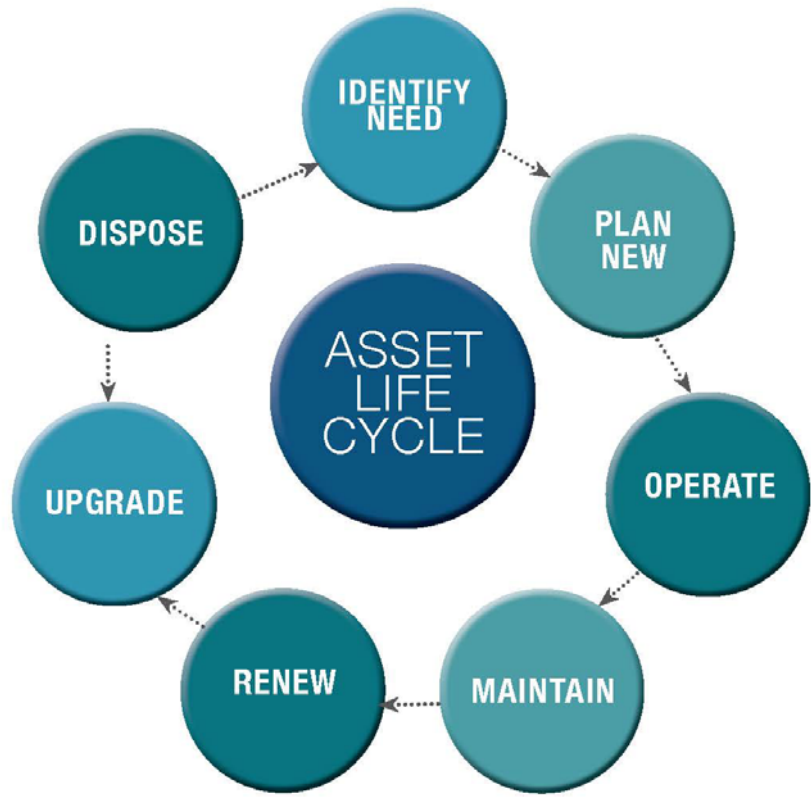 IDENTIFY
NEED
PLAN
NEW
OPERATE
MAINTAIN
RENEW
UPGRADE
DISPOSE
ASSET
LIFE
CYCLE